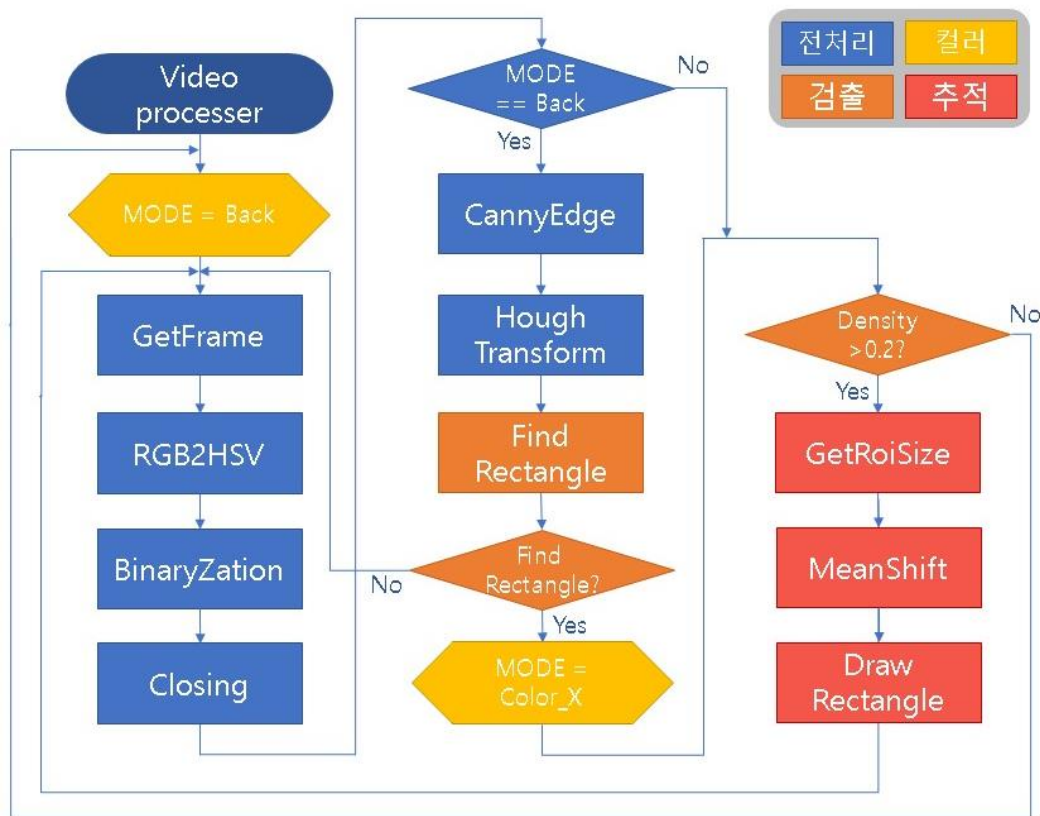 Video
processer
MODE = Back
GetFrame
RGB2HSV
BinaryZation
Closing
MODE
== Back
No
Yes
CannyEdge
Hough
Transform
Find
Rectangle
Find
Rectangle?
No
Yes
MODE =
Color_X
전처리
컬러
검출
추적
Density
>0.2?
No
Yes
GetRoiSize
MeanShift
Draw
Rectangle